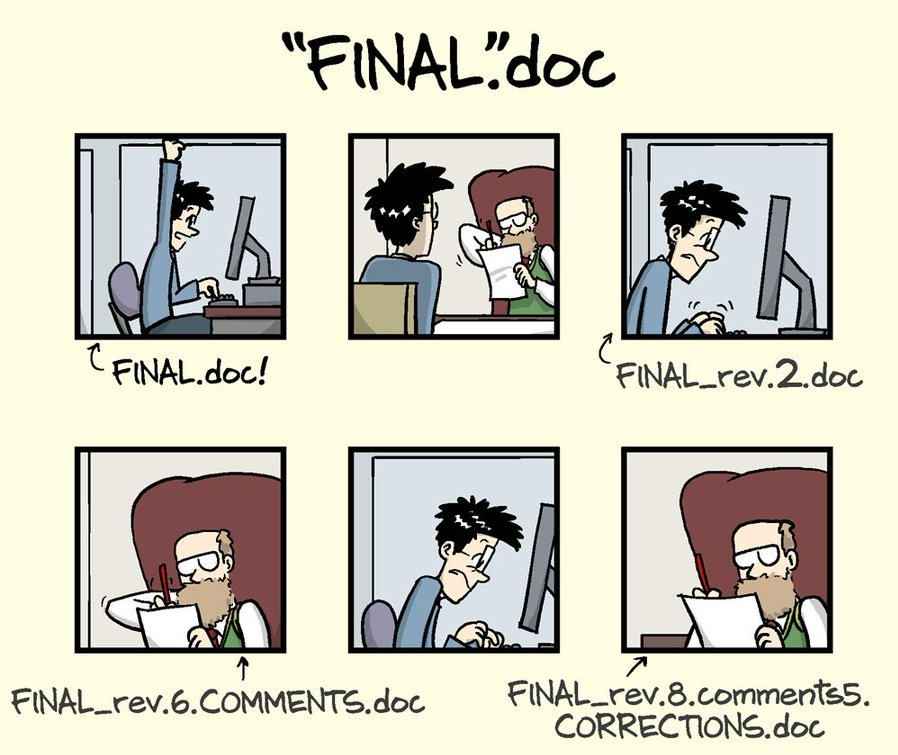 "FINAL".doc
FINAL.doc!
FINAL_rev.2.doc
FINAL_rev.6.COMMENTS.doc
FINAL_rev.8.comments5.
CORRECTIONS.doc